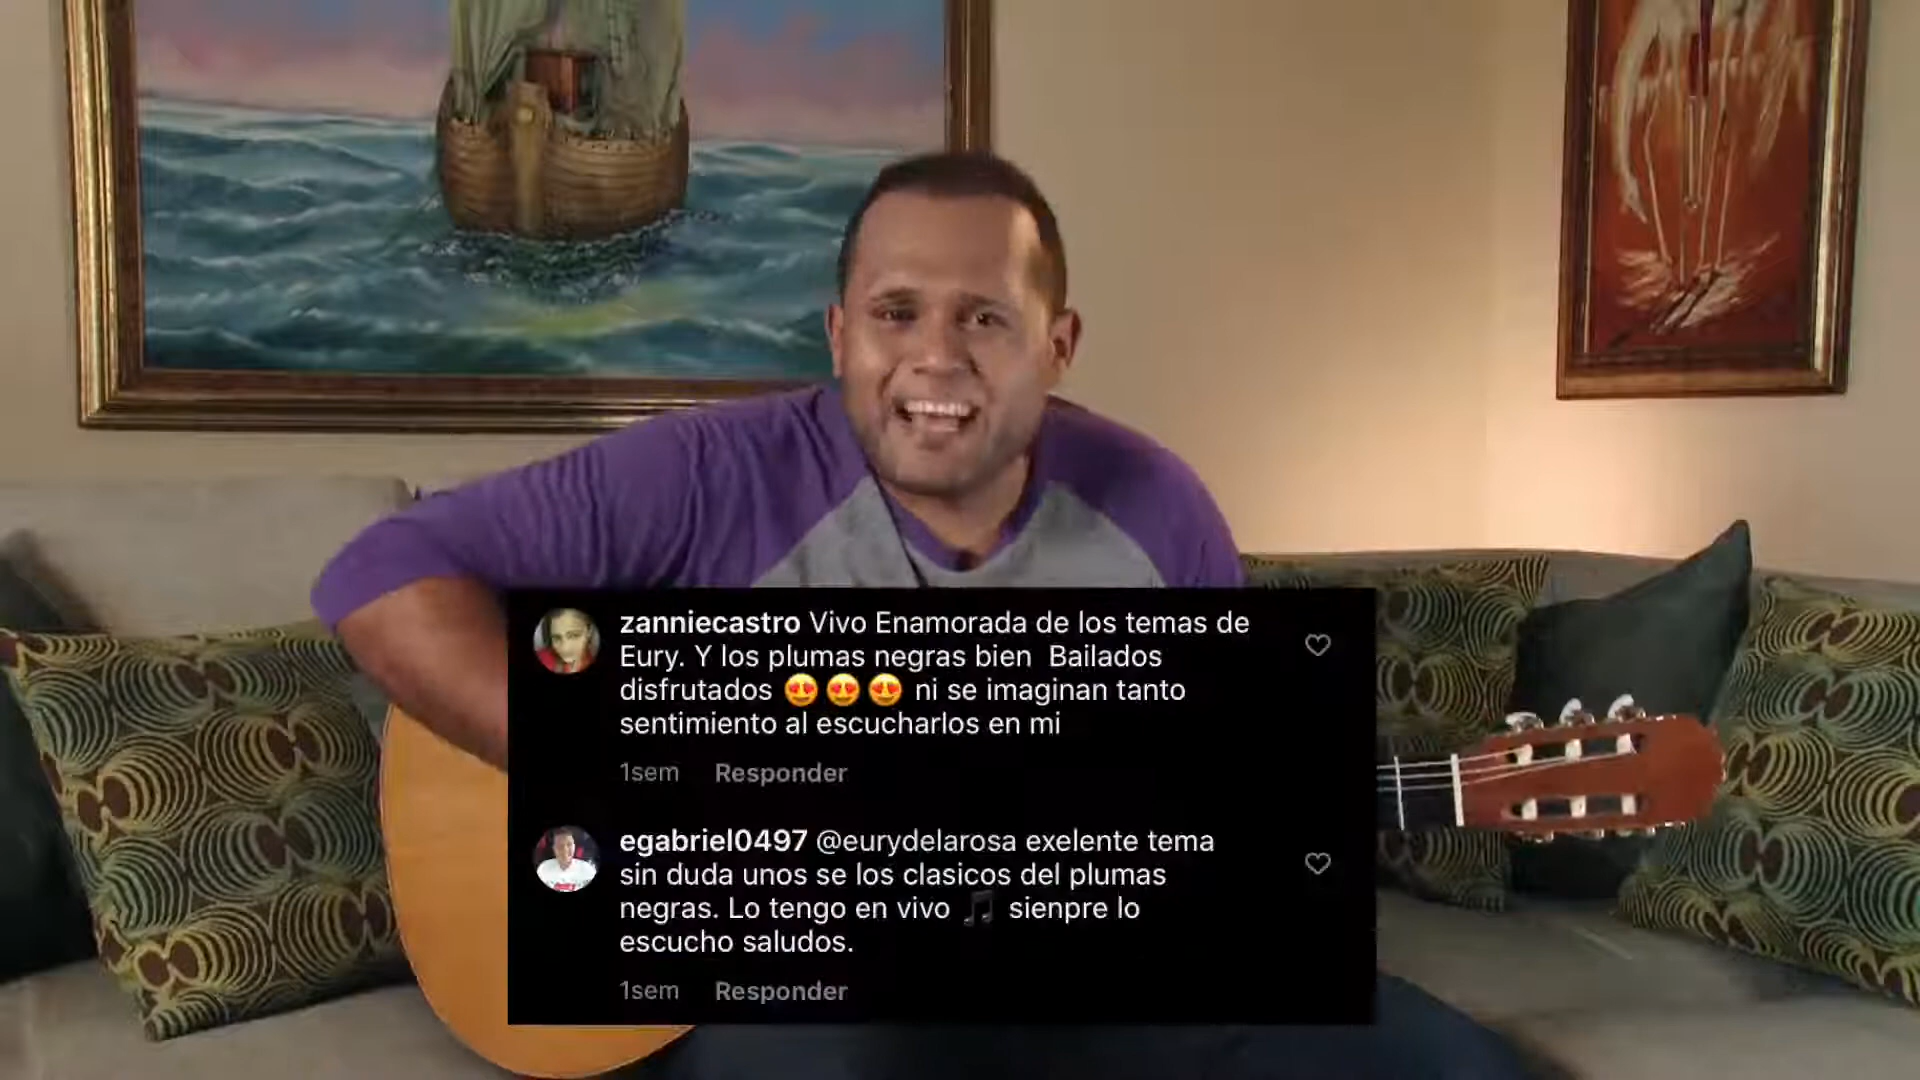 zanniecastro Vivo Enamorada de los temas de
Eury. Y los plumas negras bien  Bailados
disfrutados 😍😍😍 ni se imaginan tanto
sentimiento al escucharlos en mi
1sem Responder
egabriel0497 @eurydelarosa exelente tema
sin duda unos se los clasicos del plumas
negras. Lo tengo en vivo 🎵 sienpre lo
escucho saludos.
1sem Responder